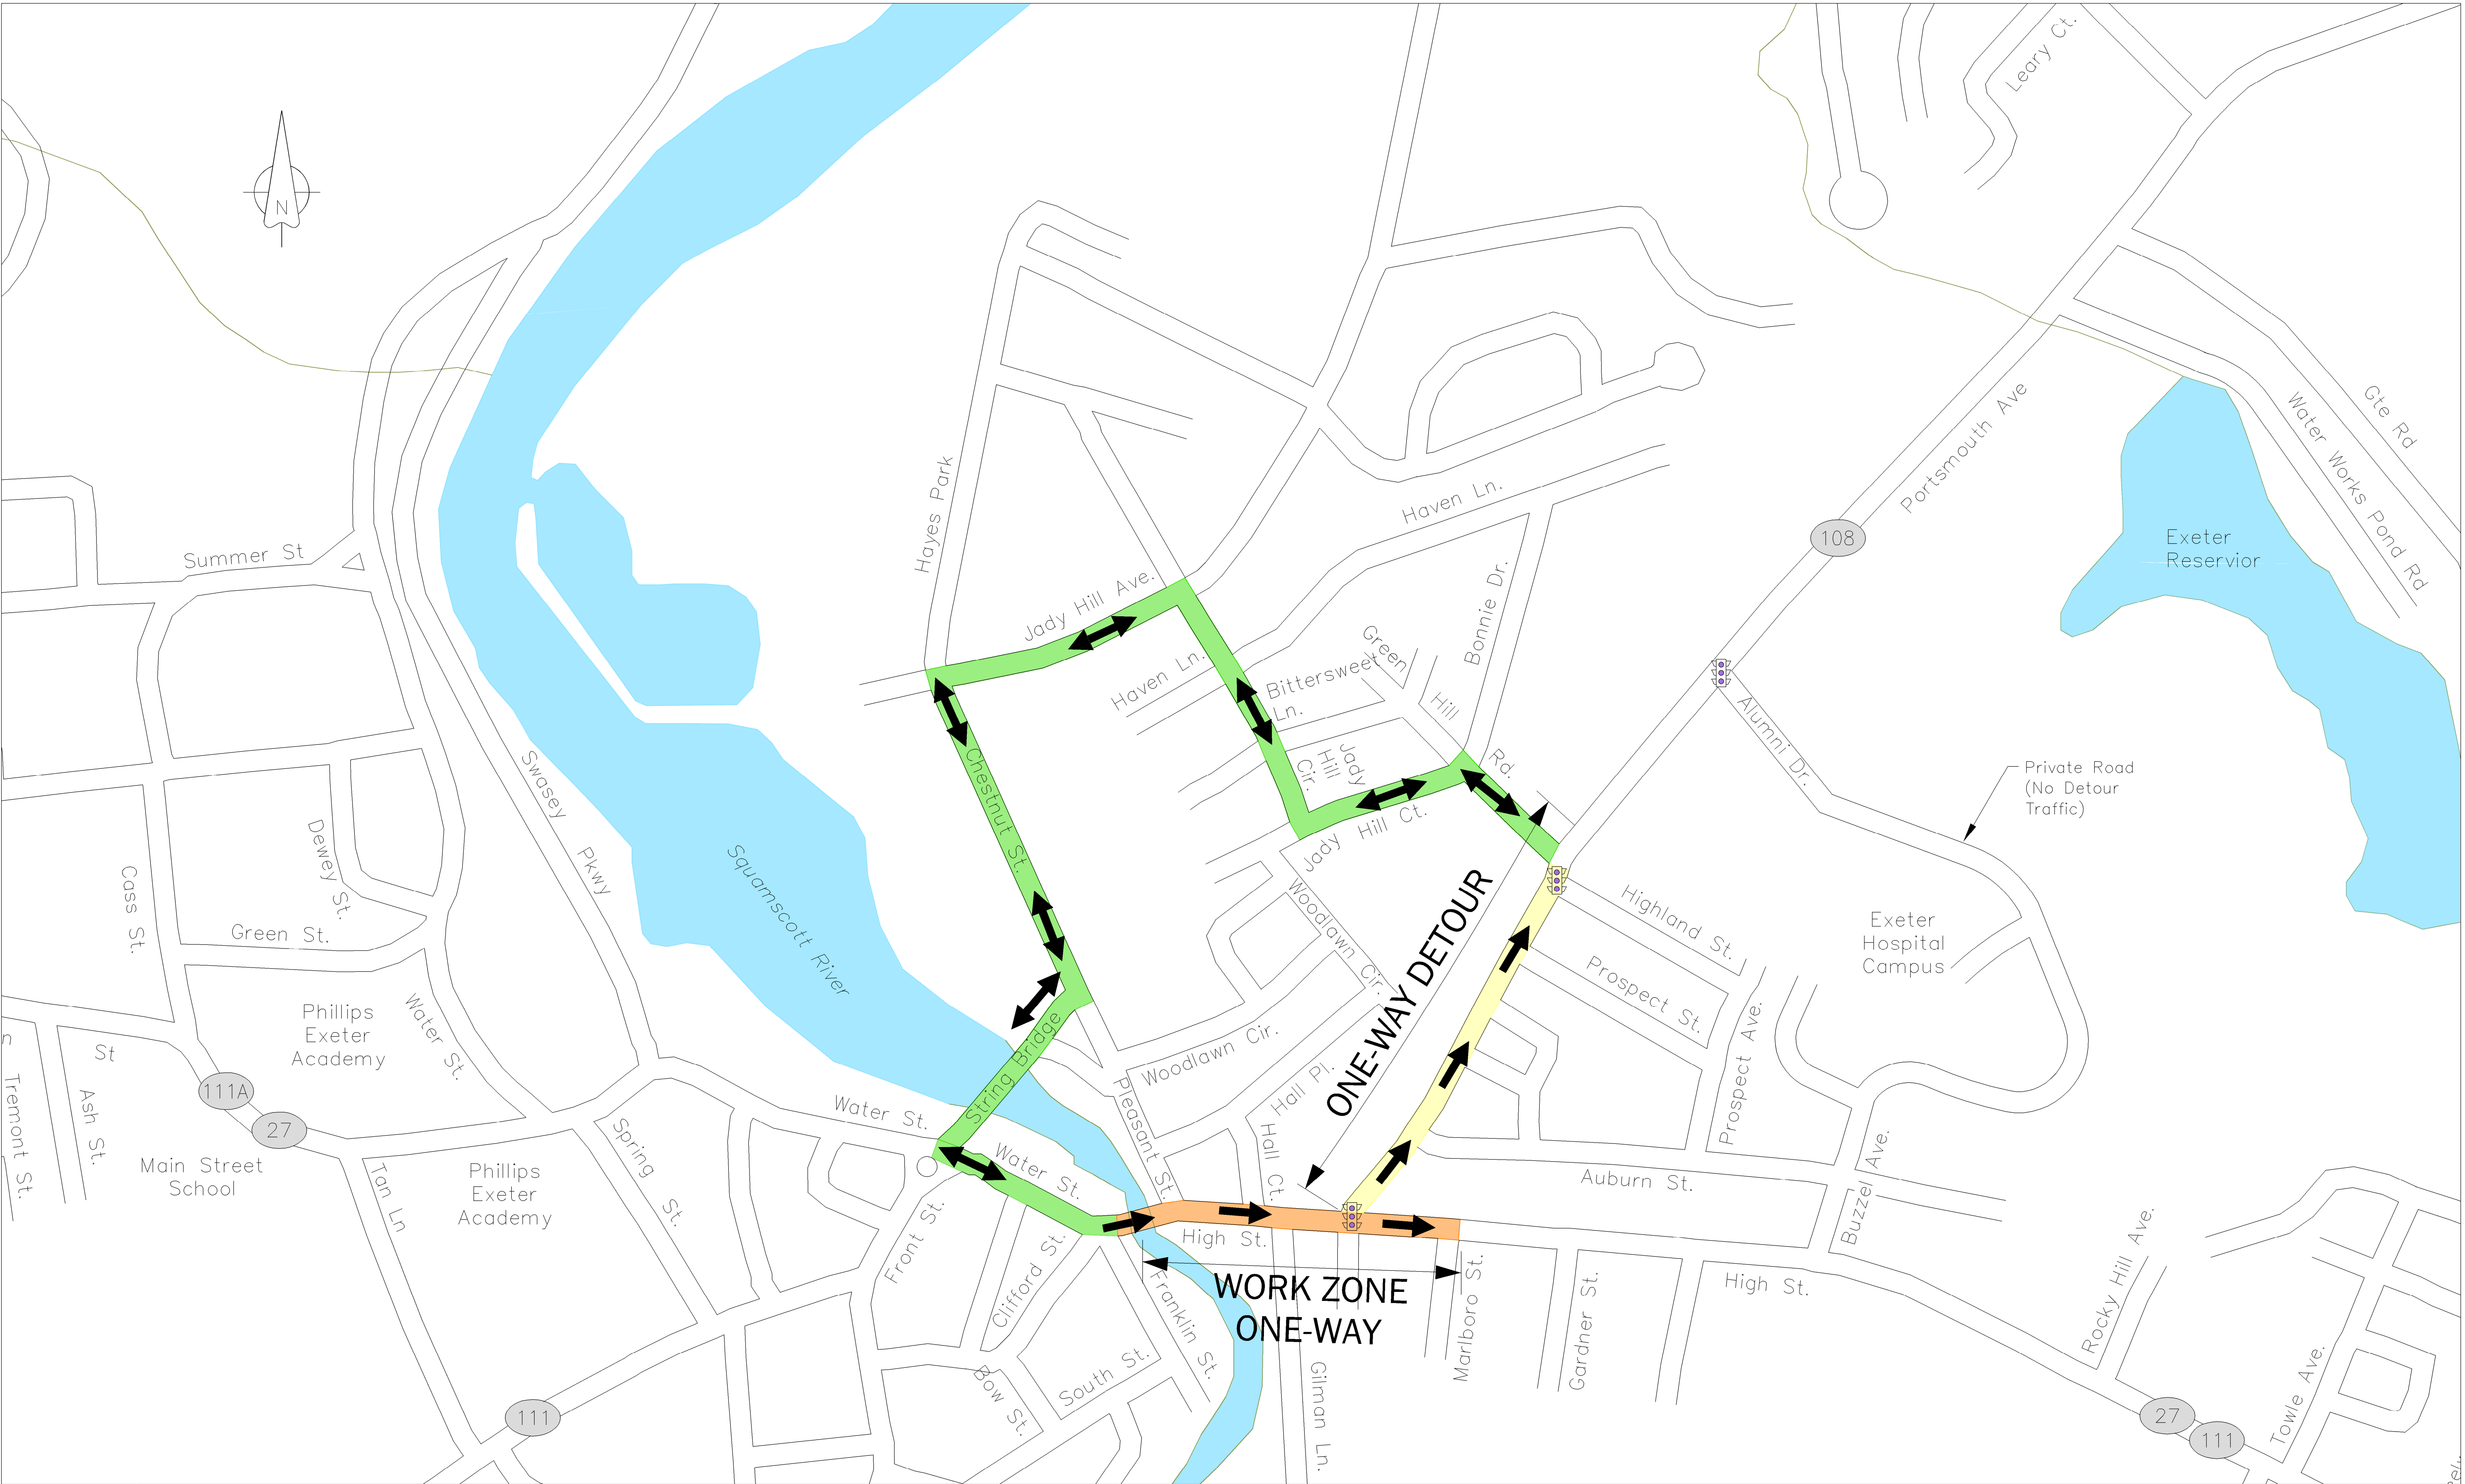 Leary Ct.
N
Gte Rd
Water Works Pond Rd
Portsmouth Ave
108
Exeter
Reservior
Summer St
Hayes Park
Haven Ln.
Jady Hill Ave.
Bonnie Dr.
Green
Hill
Rd.
Haven Ln.
Bittersweet
Ln.
Jady
Hill
Cir.
Jady Hill Ct.
Alumni Dr.
Private Road
(No Detour
Traffic)
Swasey
Pkwy
Chestnut St.
Squamscott River
Dewey St.
Cass St.
Green St.
Woodlawn Cir.
ONE-WAY DETOUR
Highland St.
Prospect St.
Exeter
Hospital
Campus
Phillips
Exeter
Academy
Water St.
St
n
Tremont St.
Ash St.
111A
27
Main Street
School
Tan Ln
Phillips
Exeter
Academy
Spring
St.
Water St.
String Bridge
Water St.
Pleasant St.
Woodlawn Cir.
Hall Pl.
Hall Ct.
Prospect Ave.
Auburn St.
Buzzel Ave.
Front St.
Clifford St.
High St.
WORK ZONE
ONE-WAY
Franklin St.
Gilman Ln.
Marlboro St.
Gardner St.
High St.
Rocky Hill Ave.
Bow St.
South St.
111
27
111
Towle Ave.